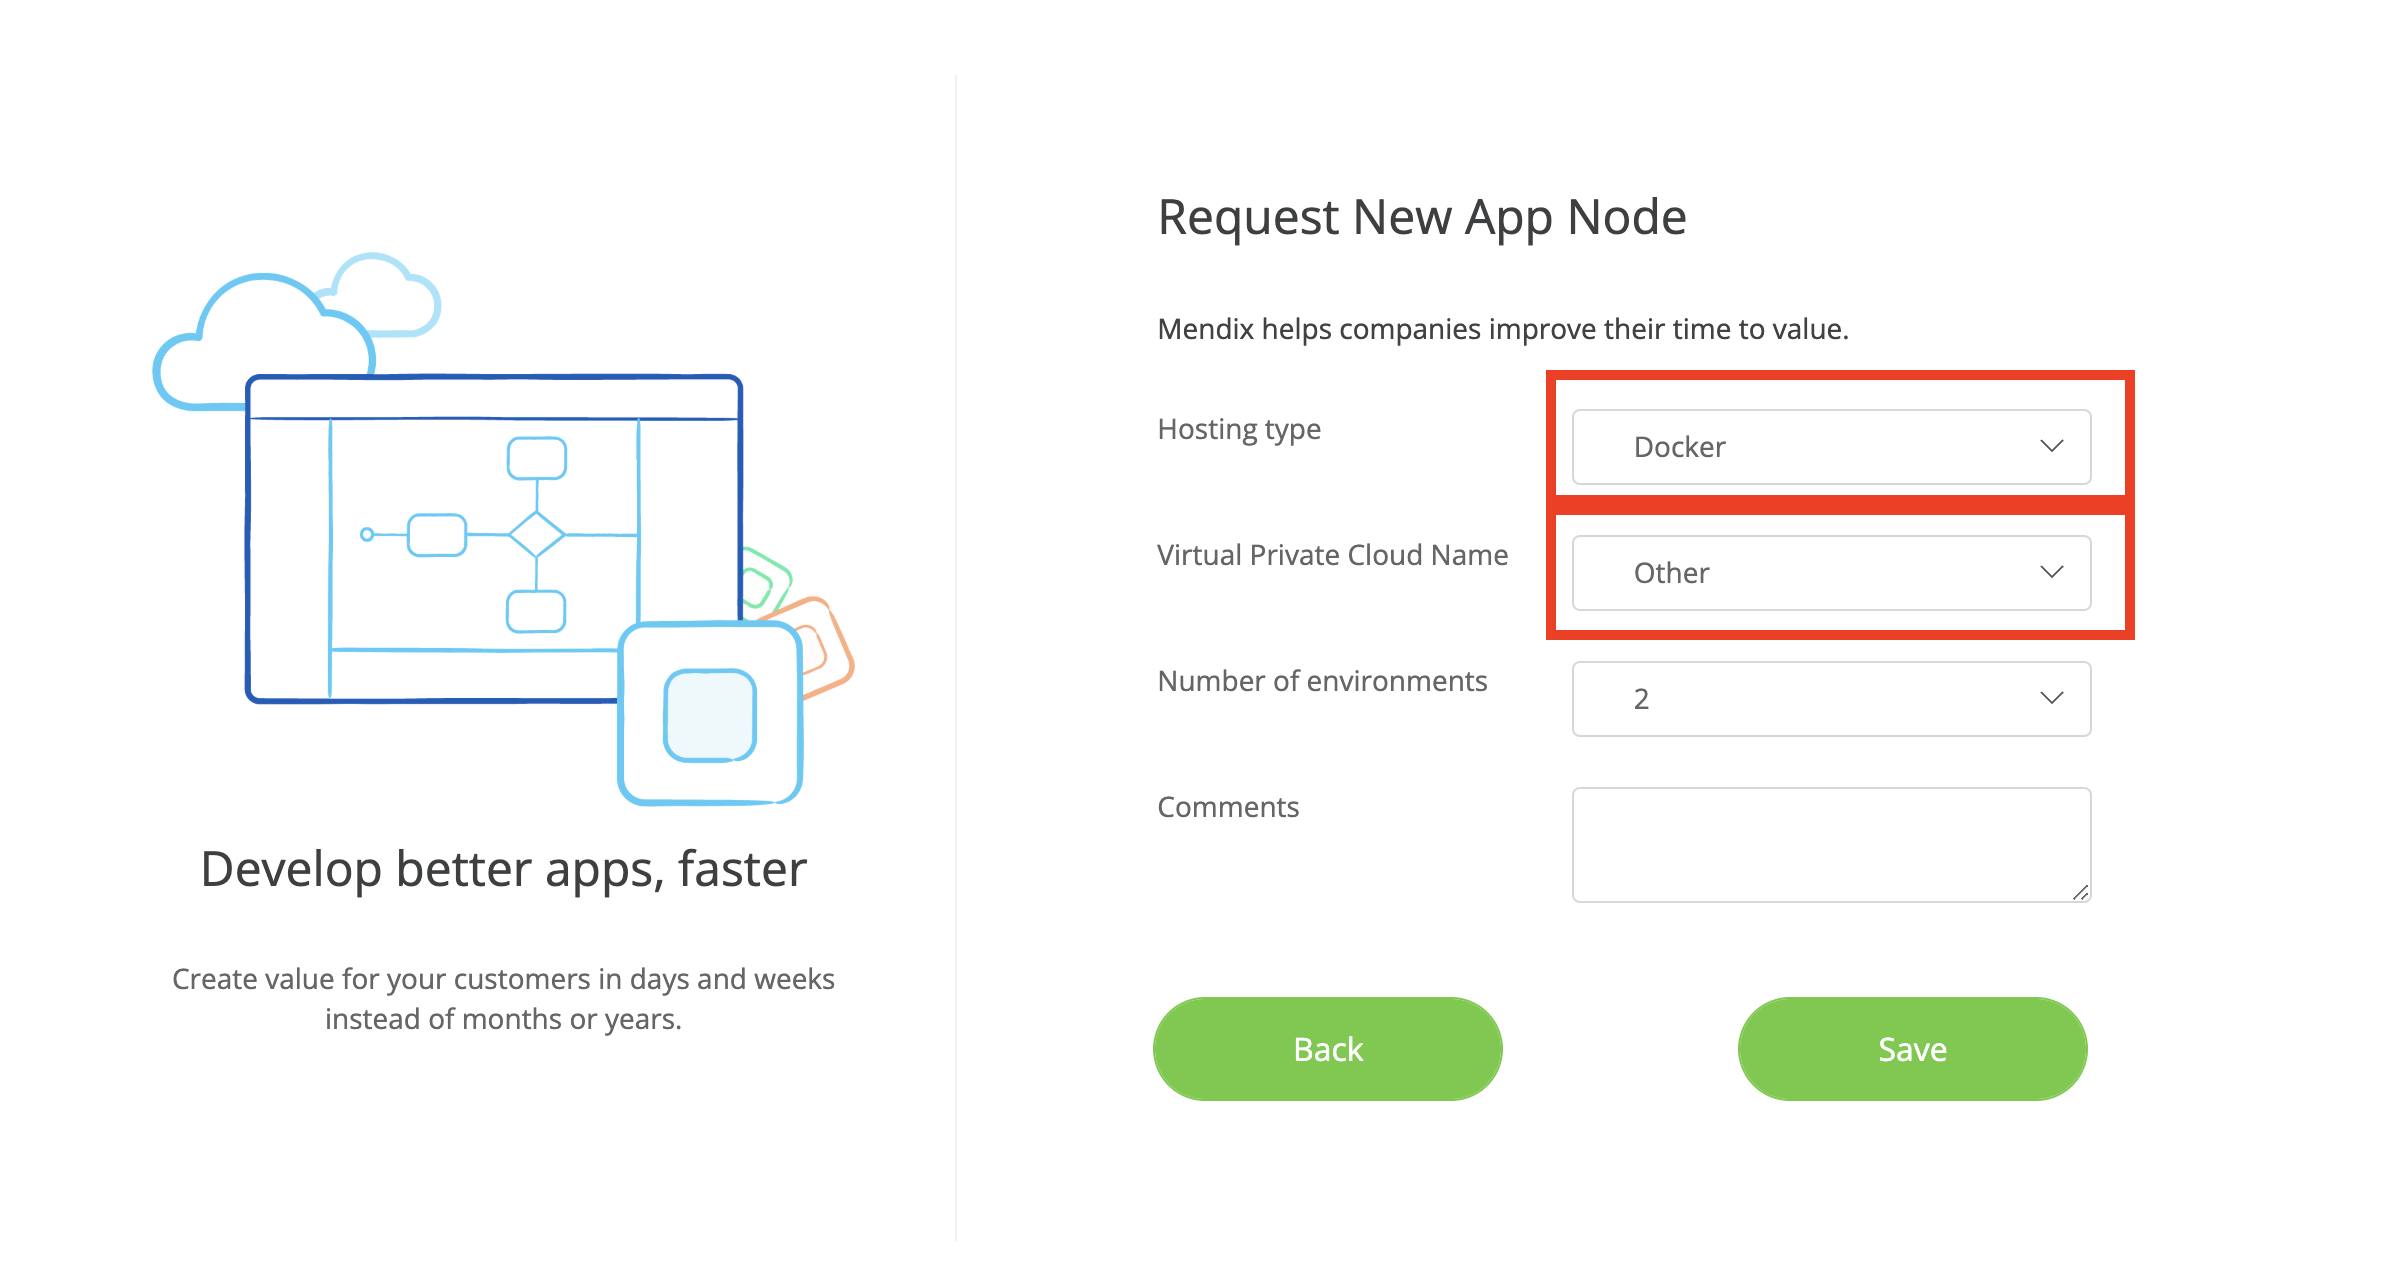 Develop better apps, faster
Create value for your customers in days and weeks
instead of months or years.
Request New App Node
Mendix helps companies improve their time to value.
Hosting type
Docker
Virtual Private Cloud Name
Other
Number of environments
2
Comments
Back
Save